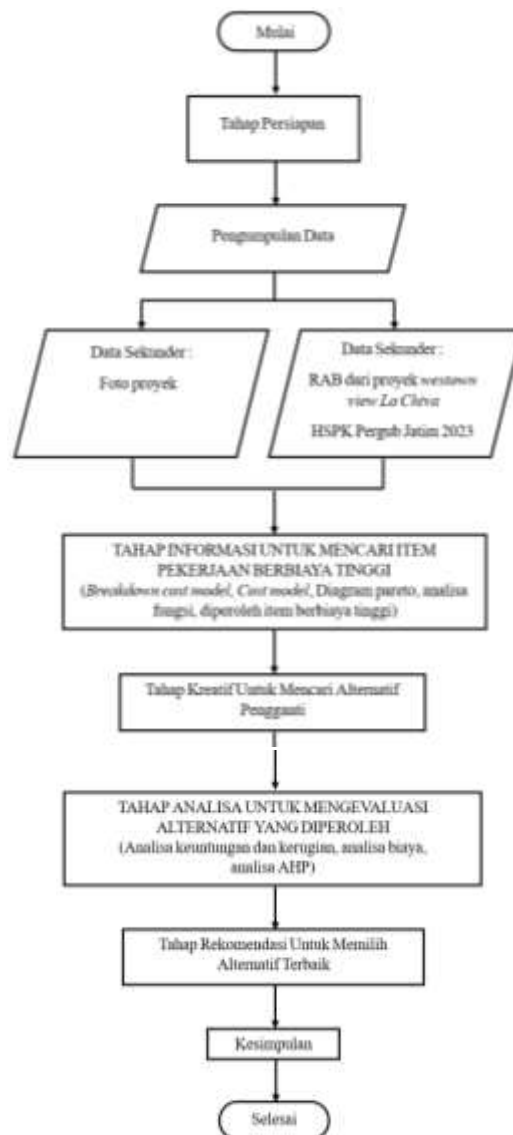 Mulai
Tahap Persiapan
Pengumpulan Data
Data Sekunder :
Foto proyek
Data Sekunder :
RAB dari proyek westown
view La Chiva
HSPK Pergub Jatim 2023
TAHAP INFORMASI UNTUK MENCARI ITEM
PEKERJAAN BERBIAYA TINGGI
(Breakdown cost model, Cost model, Diagram pareto, analisa
fungsi, diperoleh item berbiaya tinggi)
Tahap Kreatif Untuk Mencari Alternatif
Pengganti
TAHAP ANALISA UNTUK MENGEVALUASI
ALTERNATIF YANG DIPEROLEH
(Analisa keuntungan dan kerugian, analisa biaya,
analisa AHP)
Tahap Rekomendasi Untuk Memilih
Alternatif Terbaik
Kesimpulan
Selesai